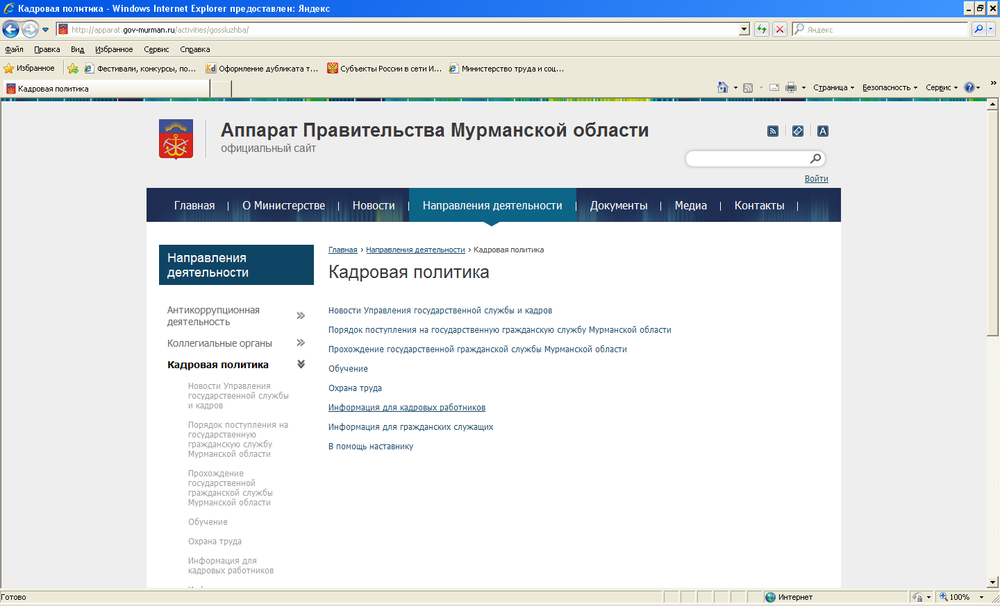 Кадровая политика - Windows Internet Explorer предоставлен: Яндекс
http://apparat.gov-murman.ru/activities/gossluzhba/
Яндекс
Файл Правка Вид Избранное Сервис Справка
Избранное Фестивали, конкурсы, по... Оформление дубликата т... Субъекты России в сети И... Министерство труда и соц...
Кадровая политика
Страница Безопасность Сервис
Аппарат Правительства Мурманской области
официальный сайт
A
Войти
Главная О Министерстве Новости Направления деятельности Документы Медиа Контакты
Направления
деятельности
Антикоррупционная
деятельность
Коллегиальные органы
Кадровая политика
Новости Управления
государственной службы
и кадров
Порядок поступления на
государственную
гражданскую службу
Мурманской области
Прохождение
государственной
гражданской службы
Мурманской области
Обучение
Охрана труда
Информация для
кадровых работников
Главная › Направления деятельности › Кадровая политика
Кадровая политика
Новости Управления государственной службы и кадров
Порядок поступления на государственную гражданскую службу Мурманской области
Прохождение государственной гражданской службы Мурманской области
Обучение
Охрана труда
Информация для кадровых работников
Информация для гражданских служащих
В помощь наставнику
Готово
Интернет
100%